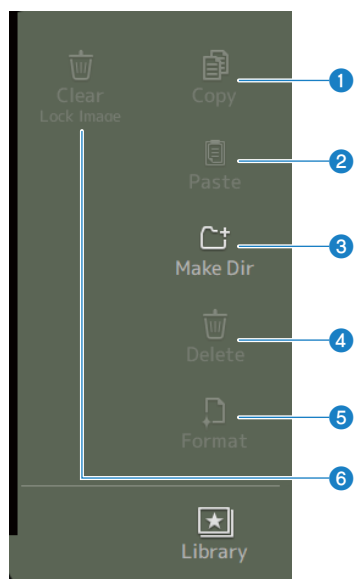 Clear
Lock Image
Copy
1
Paste
2
Make Dir
3
Delete
4
Format
5
6
Library